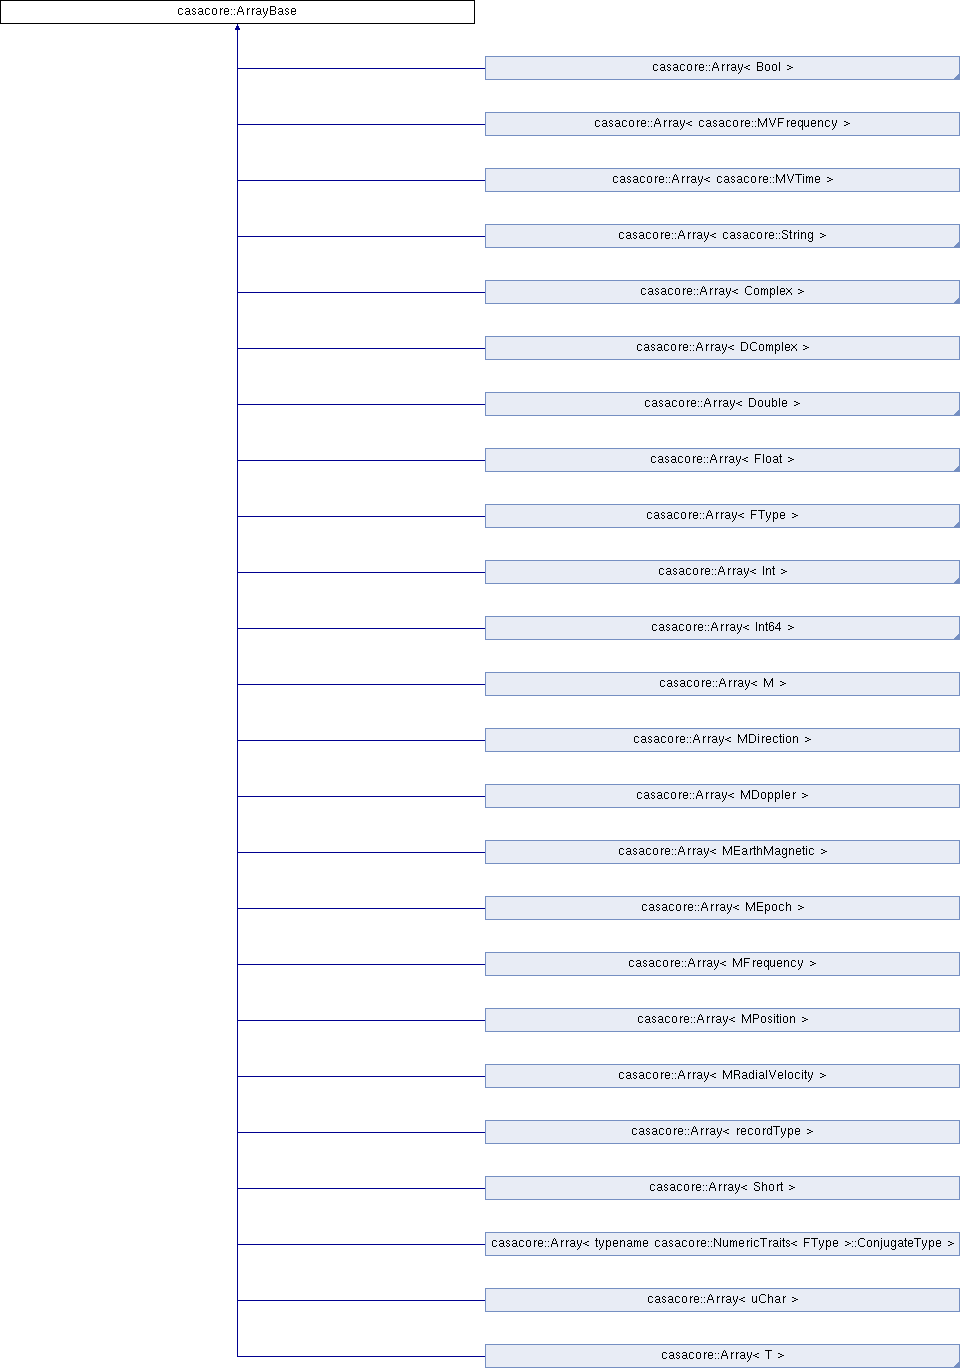 casacore::ArrayBase
casacore::Array< Bool >
casacore::Array< casacore::MVFrequency >
casacore::Array< casacore::MVTime >
casacore::Array< casacore::String >
casacore::Array< Complex >
casacore::Array< DComplex >
casacore::Array< Double >
casacore::Array< Float >
casacore::Array< FType >
casacore::Array< Int >
casacore::Array< Int64 >
casacore::Array< M >
casacore::Array< MDirection >
casacore::Array< MDoppler >
casacore::Array< MEarthMagnetic >
casacore::Array< MEpoch >
casacore::Array< MFrequency >
casacore::Array< MPosition >
casacore::Array< MRadialVelocity >
casacore::Array< recordType >
casacore::Array< Short >
casacore::Array< typename casacore::NumericTraits< FType >::ConjugateType >
casacore::Array< uChar >
casacore::Array< T >